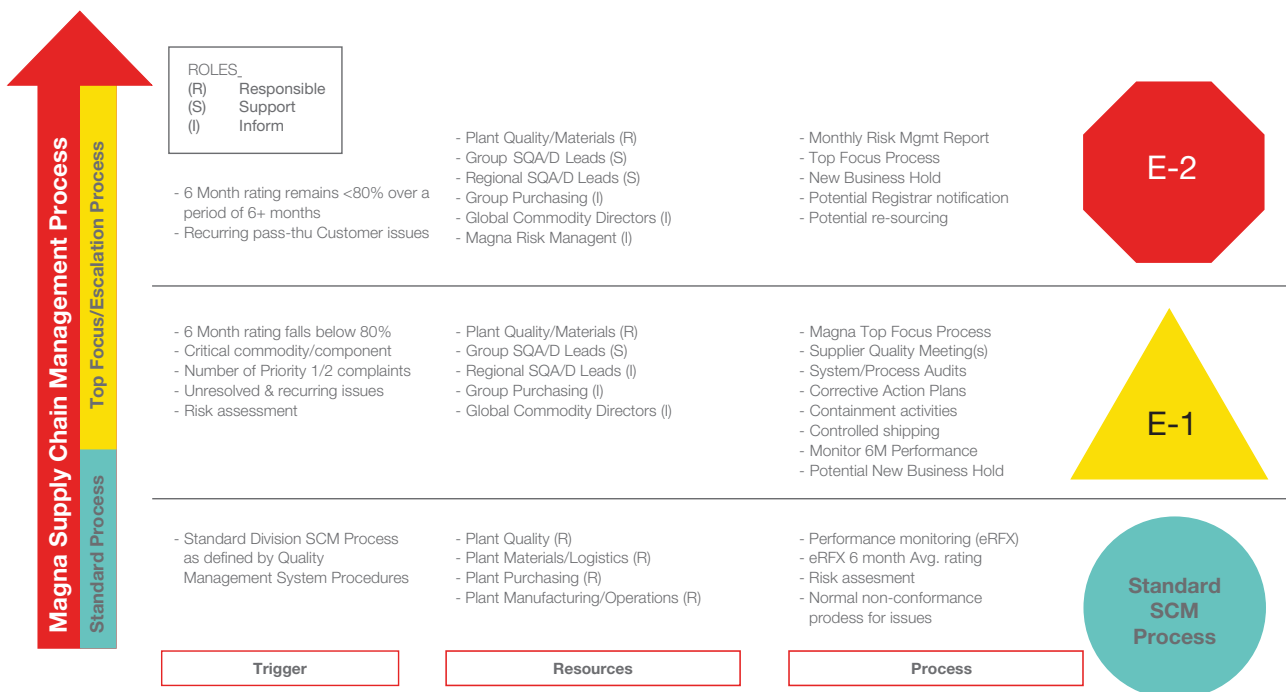 Magna Supply Chain Management Process
Top Focus/Escalation Process
Standard Process
ROLES_
(R) Responsible
(S) Support
(I) Inform
- 6 Month rating remains <80% over a
period of 6+ months
- Recurring pass-thu Customer issues
- Plant Quality/Materials (R)
- Group SQA/D Leads (S)
- Regional SQA/D Leads (S)
- Group Purchasing (I)
- Global Commodity Directors (I)
- Magna Risk Managent (I)
- Monthly Risk Mgmt Report
- Top Focus Process
- New Business Hold
- Potential Registrar notification
- Potential re-sourcing
E-2
- 6 Month rating falls below 80%
- Critical commodity/component
- Number of Priority 1/2 complaints
- Unresolved & recurring issues
- Risk assessment
- Plant Quality/Materials (R)
- Group SQA/D Leads (S)
- Regional SQA/D Leads (I)
- Group Purchasing (I)
- Global Commodity Directors (I)
- Magna Top Focus Process
- Supplier Quality Meeting(s)
- System/Process Audits
- Corrective Action Plans
- Containment activities
- Controlled shipping
- Monitor 6M Performance
- Potential New Business Hold
E-1
- Standard Division SCM Process
as defined by Quality
Management System Procedures
- Plant Quality (R)
- Plant Materials/Logistics (R)
- Plant Purchasing (R)
- Plant Manufacturing/Operations (R)
- Performance monitoring (eRFX)
- eRFX 6 month Avg. rating
- Risk assesment
- Normal non-conformance
prodess for issues
Standard
SCM
Process
Trigger
Resources
Process